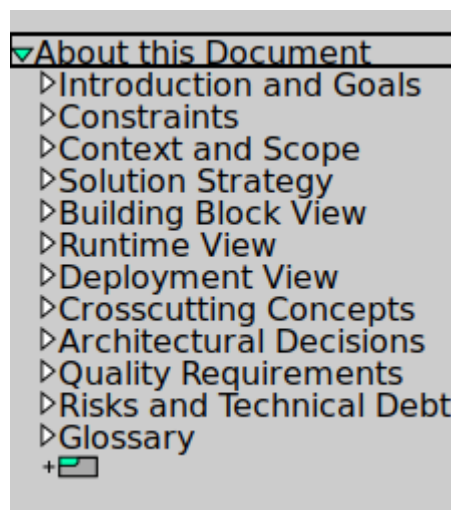 About this Document
Introduction and Goals
Constraints
Context and Scope
Solution Strategy
Building Block View
Runtime View
Deployment View
Crosscutting Concepts
Architectural Decisions
Quality Requirements
Risks and Technical Debt
Glossary
+